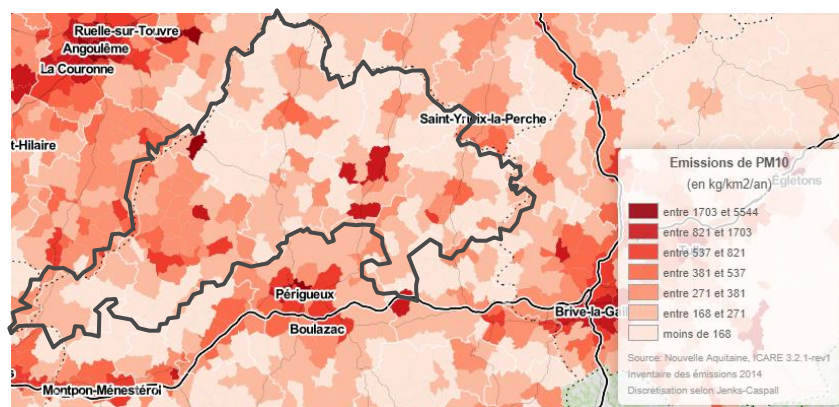 Ruelle-sur-Touvre
Angoulême
La Couronne
t-Hilaire
Saint-Yrieix-la-Perche
Périgueux
Boulazac
Brive-la-Gail
Montpon-Ménestérol
s
Emissions de PM10
(en kg/km2/an)
Égletons
entre 1703 et 5544
entre 821 et 1703
entre 537 et 821
entre 381 et 537
entre 271 et 381
entre 168 et 271
moins de 168
Source: Nouvelle Aquitaine, ICARE 3.2.1-rev1
Inventaire des émissions 2014
Discretisation selon Jenks-Caspall